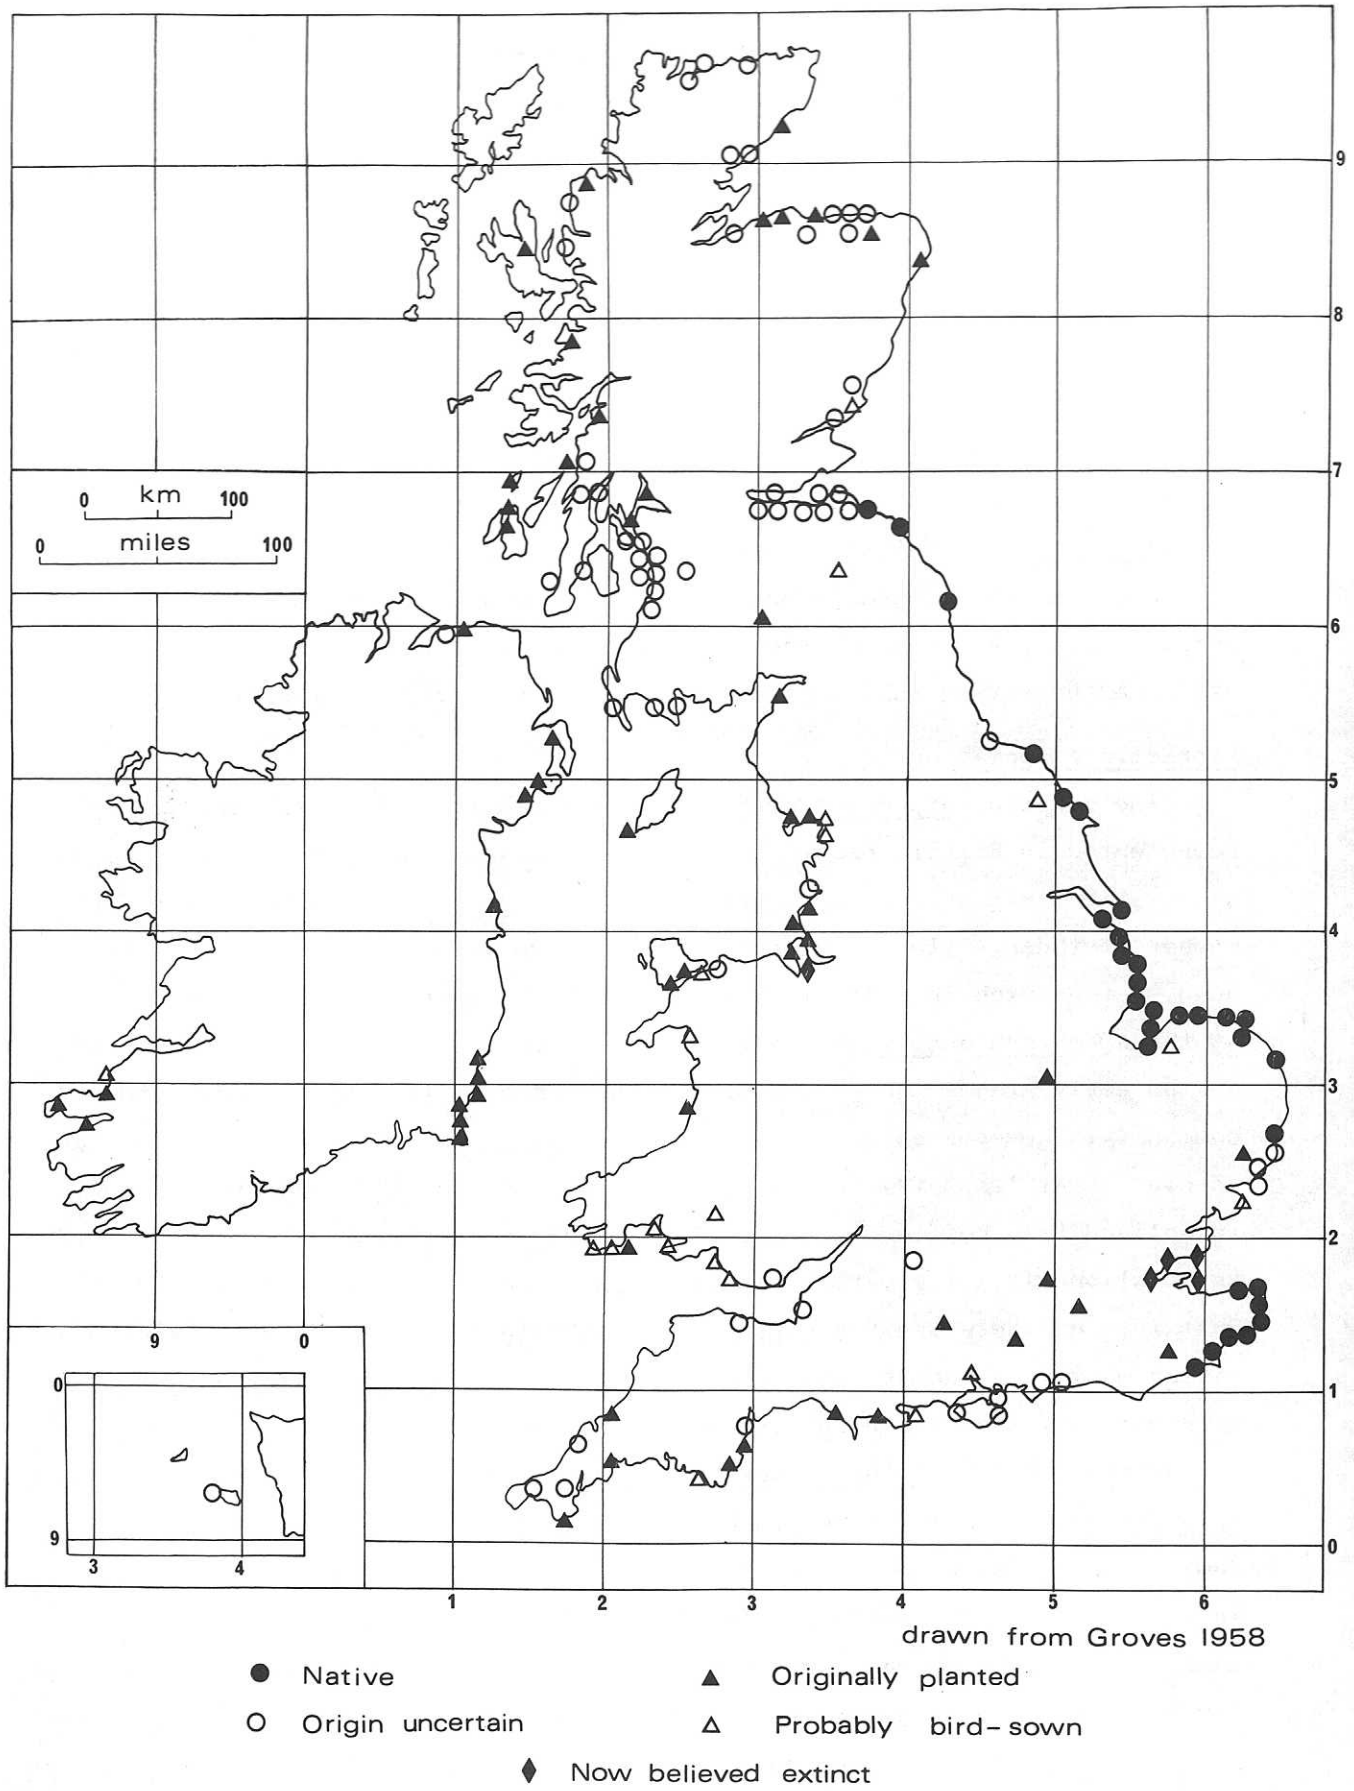 9
8
0 km 100
7
0 miles 100
6
5
4
3
2
9 0
0
1
9
3 4
0
1 2 3 4 5 6
drawn from Groves 1958
Native
Originally planted
Origin uncertain
Probably bird-sown
Now believed extinct